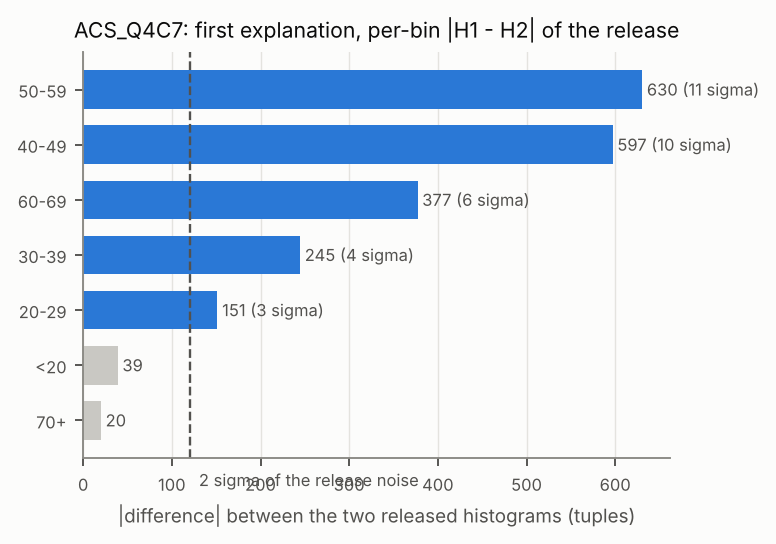 ACS_Q4C7: first explanation, per-bin |H1 - H2| of the release
50-59 630 (11 sigma)
40-49 597 (10 sigma)
60-69 377 (6 sigma)
30-39 245 (4 sigma)
20-29 151 (3 sigma)
<20 39
70+ 20
0 100 200 300 400 500 600
2 sigma of the release noise
|difference| between the two released histograms (tuples)